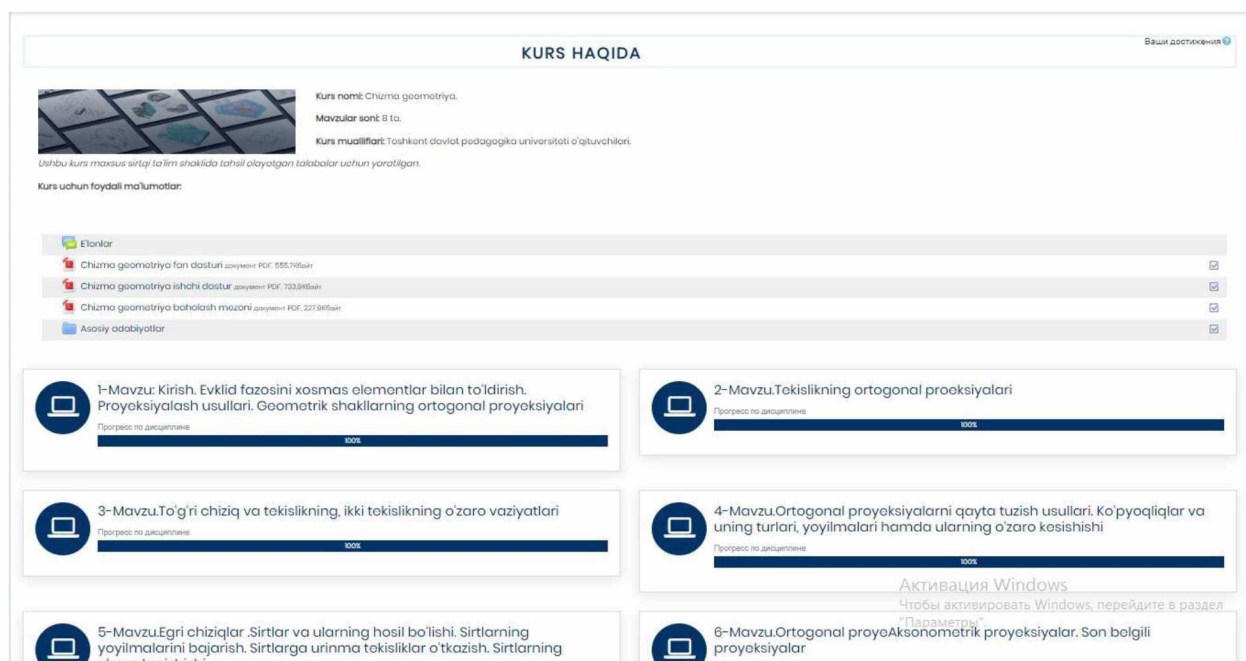 KURS HAQIDA
Ваши достижения
Kurs nomi: Chizma geometriya.
Mavzular soni: 8 ta.
Kurs mualliflari: Toshkent davlat pedagogika universiteti o'qituvchilari.
Ushbu kurs maxsus sirtqi ta'lim shaklida tahsil olayotgan talabalar uchun yaratilgan.
Kurs uchun foydali ma'lumotlar:
E'lonlar
Chizma geometriya fan dasturi документ PDF, 555.7Кбайт
Chizma geometriya ishchi dastur документ PDF, 733.9Кбайт
Chizma geometriya baholash mezoni документ PDF, 227.9Кбайт
Asosiy adabiyotlar
1-Mavzu: Kirish. Evklid fazosini xosmas elementlar bilan to'ldirish.
Proyeksiyalash usullari. Geometrik shakllarning ortogonal proyeksiyalari
Прогресс по дисциплине
100%
2-Mavzu.Tekislikning ortogonal proeksiyalari
Прогресс по дисциплине
100%
3-Mavzu.To'g'ri chiziq va tekislikning, ikki tekislikning o'zaro vaziyatlari
Прогресс по дисциплине
100%
4-Mavzu.Ortogonal proyeksiyalarni qayta tuzish usullari. Ko'pyoqliqlar va
uning turlari, yoyilmalari hamda ularning o'zaro kesishishi
Прогресс по дисциплине
100%
Активация Windows
Чтобы активировать Windows, перейдите в раздел
"Параметры".
5-Mavzu.Egri chiziqlar .Sirtlar va ularning hosil bo'lishi. Sirtlarning
yoyilmalarini bajarish. Sirtlarga urinma tekisliklar o'tkazish. Sirtlarning
6-Mavzu.Ortogonal proyeAksonometrik proyeksiyalar. Son belgili
proyeksiyalar